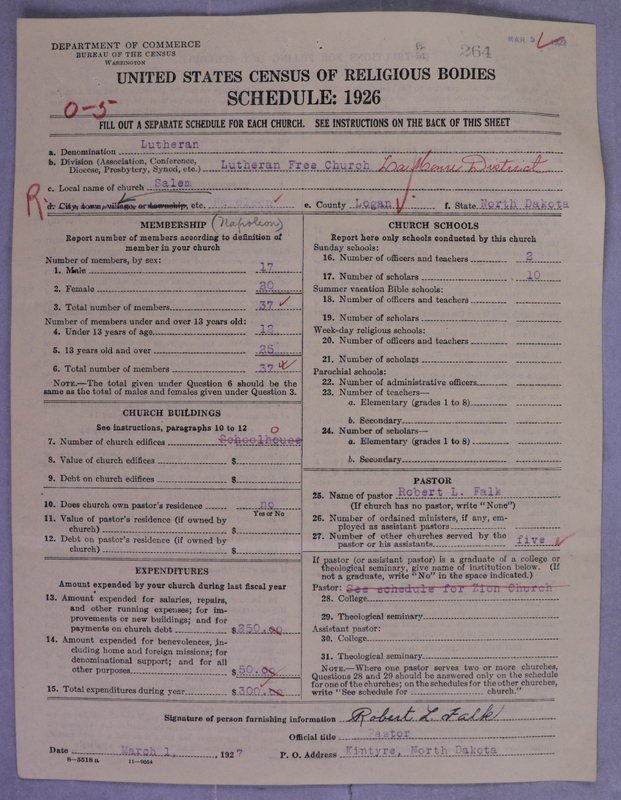 DEPARTMENT OF COMMERCE
BUREAU OF THE CENSUS
WASHINGTON
264
UNITED STATES CENSUS OF RELIGIOUS BODIES
SCHEDULE: 1926
0-5
FILL OUT A SEPARATE SCHEDULE FOR EACH CHURCH. SEE INSTRUCTIONS ON THE BACK OF THIS SHEET
a. Denomination Lutheran
b. Division (Association, Conference, Diocese, Presbytery, Synod, etc.) Lutheran Free Church District
c. Local name of church Salem
R. d. City, town, village, or township, etc. Napoleon e. County Logan f. State North Dakota
MEMBERSHIP (Napolion)
Report number of members according to definition of
member in your church
Number of members, by sex:
1. Male 17
2. Female 20
3. Total number of members 37
Number of members under and over 13 years old:
4. Under 13 years of age 12
5. 13 years old and over 25
6. Total number of members 37
NOTE.—The total given under Question 6 should be
same as the total of males and females given under Question 3.
CHURCH BUILDINGS
See instructions, paragraphs 10 to 12
7. Number of church edifices Schoolhouse 0
8. Value of church edifices $
9. Debt on church edifices $
10. Does church own pastor's residence? no
Yes or No
11. Value of pastor's residence (if owned by
church) $
12. Debt on pastor's residence (if owned by
church) $
EXPENDITURES
Amount expended by your church during last fiscal year
13. Amount expended for salaries, repairs,
and other running expenses; for im-
provements or new buildings; and for
payments on church debt $250.00
14. Amount expended for benevolences, in-
cluding home and foreign missions; for
denominational support; and for all
other purposes $50.00
15. Total expenditures during year $300.00
CHURCH SCHOOLS
Report here only schools conducted by this church
Sunday schools:
16. Number of officers and teachers 2
17. Number of scholars 10
Summer vacation Bible schools:
18. Number of officers and teachers
19. Number of scholars
Week-day religious schools:
20. Number of officers and teachers
21. Number of scholars
Parochial schools:
22. Number of administrative officers
23. Number of teachers—
a. Elementary (grades 1 to 8)
b. Secondary
24. Number of scholars—
a. Elementary (grades 1 to 8)
b. Secondary
PASTOR
25. Name of pastor Robert L. Falk
(If church has no pastor, write "None")
26. Number of ordained ministers, if any, em-
ployed as assistant pastors
27. Number of other churches served by the
pastor or his assistants five
If pastor (or assistant pastor) is a graduate of a college or
theological seminary, give name of institution below. (If
not a graduate, write "No" in the space indicated.)
Pastor: See schedule for Zion Church
28. College
29. Theological seminary
Assistant pastor:
30. College
31. Theological seminary
NOTE.—Where one pastor serves two or more churches,
Questions 28 and 29 should be answered only on the schedule
for one of the churches; on the schedules for the other churches,
write "See schedule for church."
Signature of person furnishing information Robert L. Falk
Official title Pastor
Date March 1, 1927 P. O. Address Kintyre, North Dakota
8-3518 a 11-9024